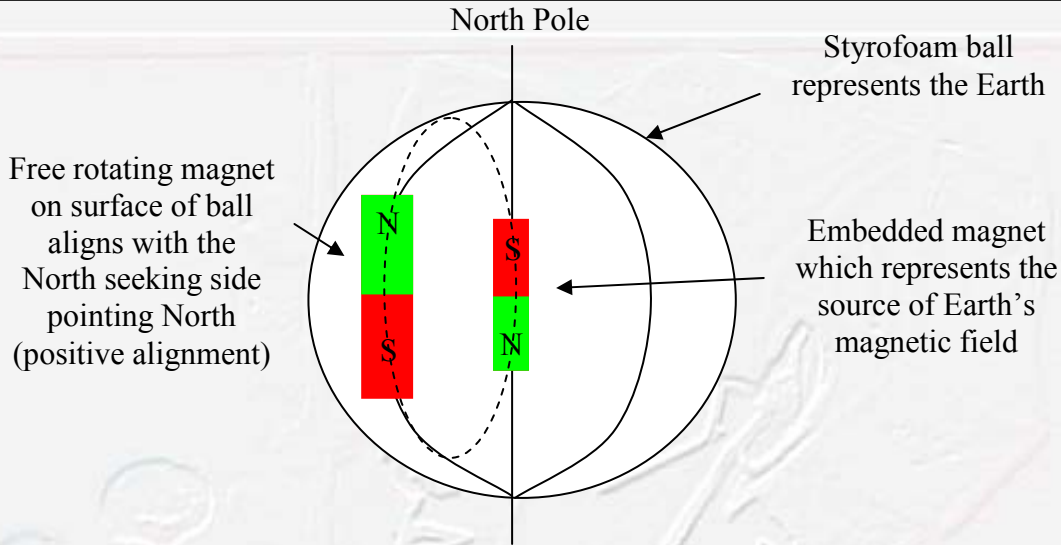 North Pole
Styrofoam ball
represents the Earth
Free rotating magnet
on surface of ball
aligns with the
North seeking side
pointing North
(positive alignment)
N
S
S
N
Embedded magnet
which represents the
source of Earth’s
magnetic field